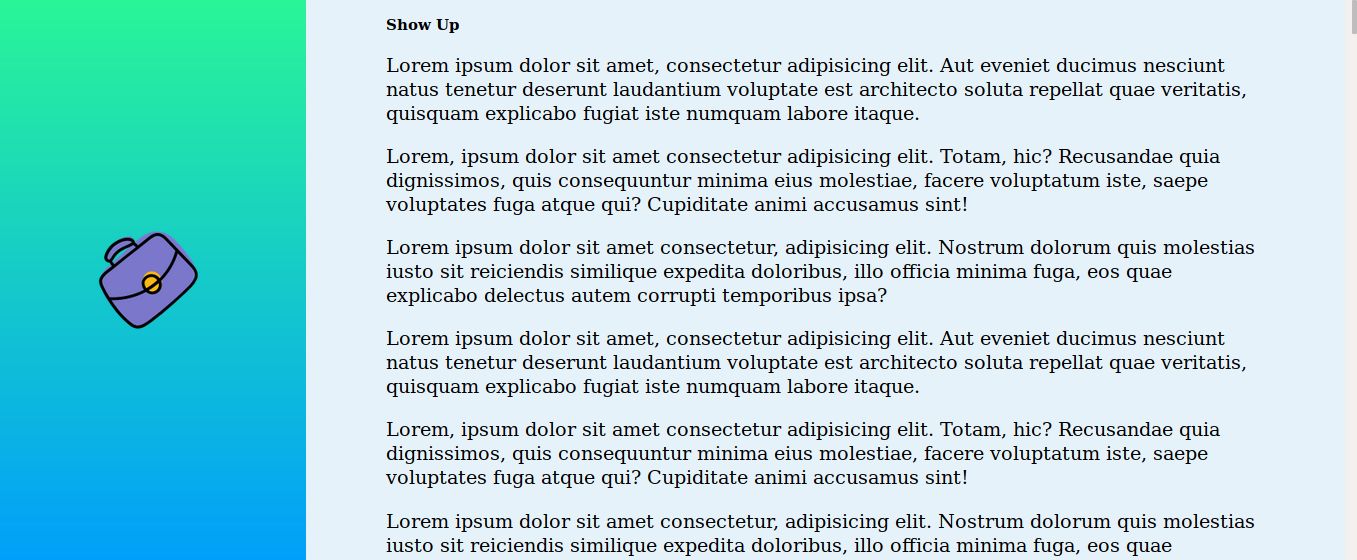 Show Up
Lorem ipsum dolor sit amet, consectetur adipisicing elit. Aut eveniet ducimus nesciunt
natus tenetur deserunt laudantium voluptate est architecto soluta repellat quae veritatis,
quisquam explicabo fugiat iste numquam labore itaque.
Lorem, ipsum dolor sit amet consectetur adipisicing elit. Totam, hic? Recusandae quia
dignissimos, quis consequuntur minima eius molestiae, facere voluptatum iste, saepe
voluptates fuga atque qui? Cupiditate animi accusamus sint!
Lorem ipsum dolor sit amet consectetur, adipisicing elit. Nostrum dolorum quis molestias
iusto sit reiciendis similique expedita doloribus, illo officia minima fuga, eos quae
explicabo delectus autem corrupti temporibus ipsa?
Lorem ipsum dolor sit amet, consectetur adipisicing elit. Aut eveniet ducimus nesciunt
natus tenetur deserunt laudantium voluptate est architecto soluta repellat quae veritatis,
quisquam explicabo fugiat iste numquam labore itaque.
Lorem, ipsum dolor sit amet consectetur adipisicing elit. Totam, hic? Recusandae quia
dignissimos, quis consequuntur minima eius molestiae, facere voluptatum iste, saepe
voluptates fuga atque qui? Cupiditate animi accusamus sint!
Lorem ipsum dolor sit amet consectetur, adipisicing elit. Nostrum dolorum quis molestias
iusto sit reiciendis similique expedita doloribus, illo officia minima fuga, eos quae